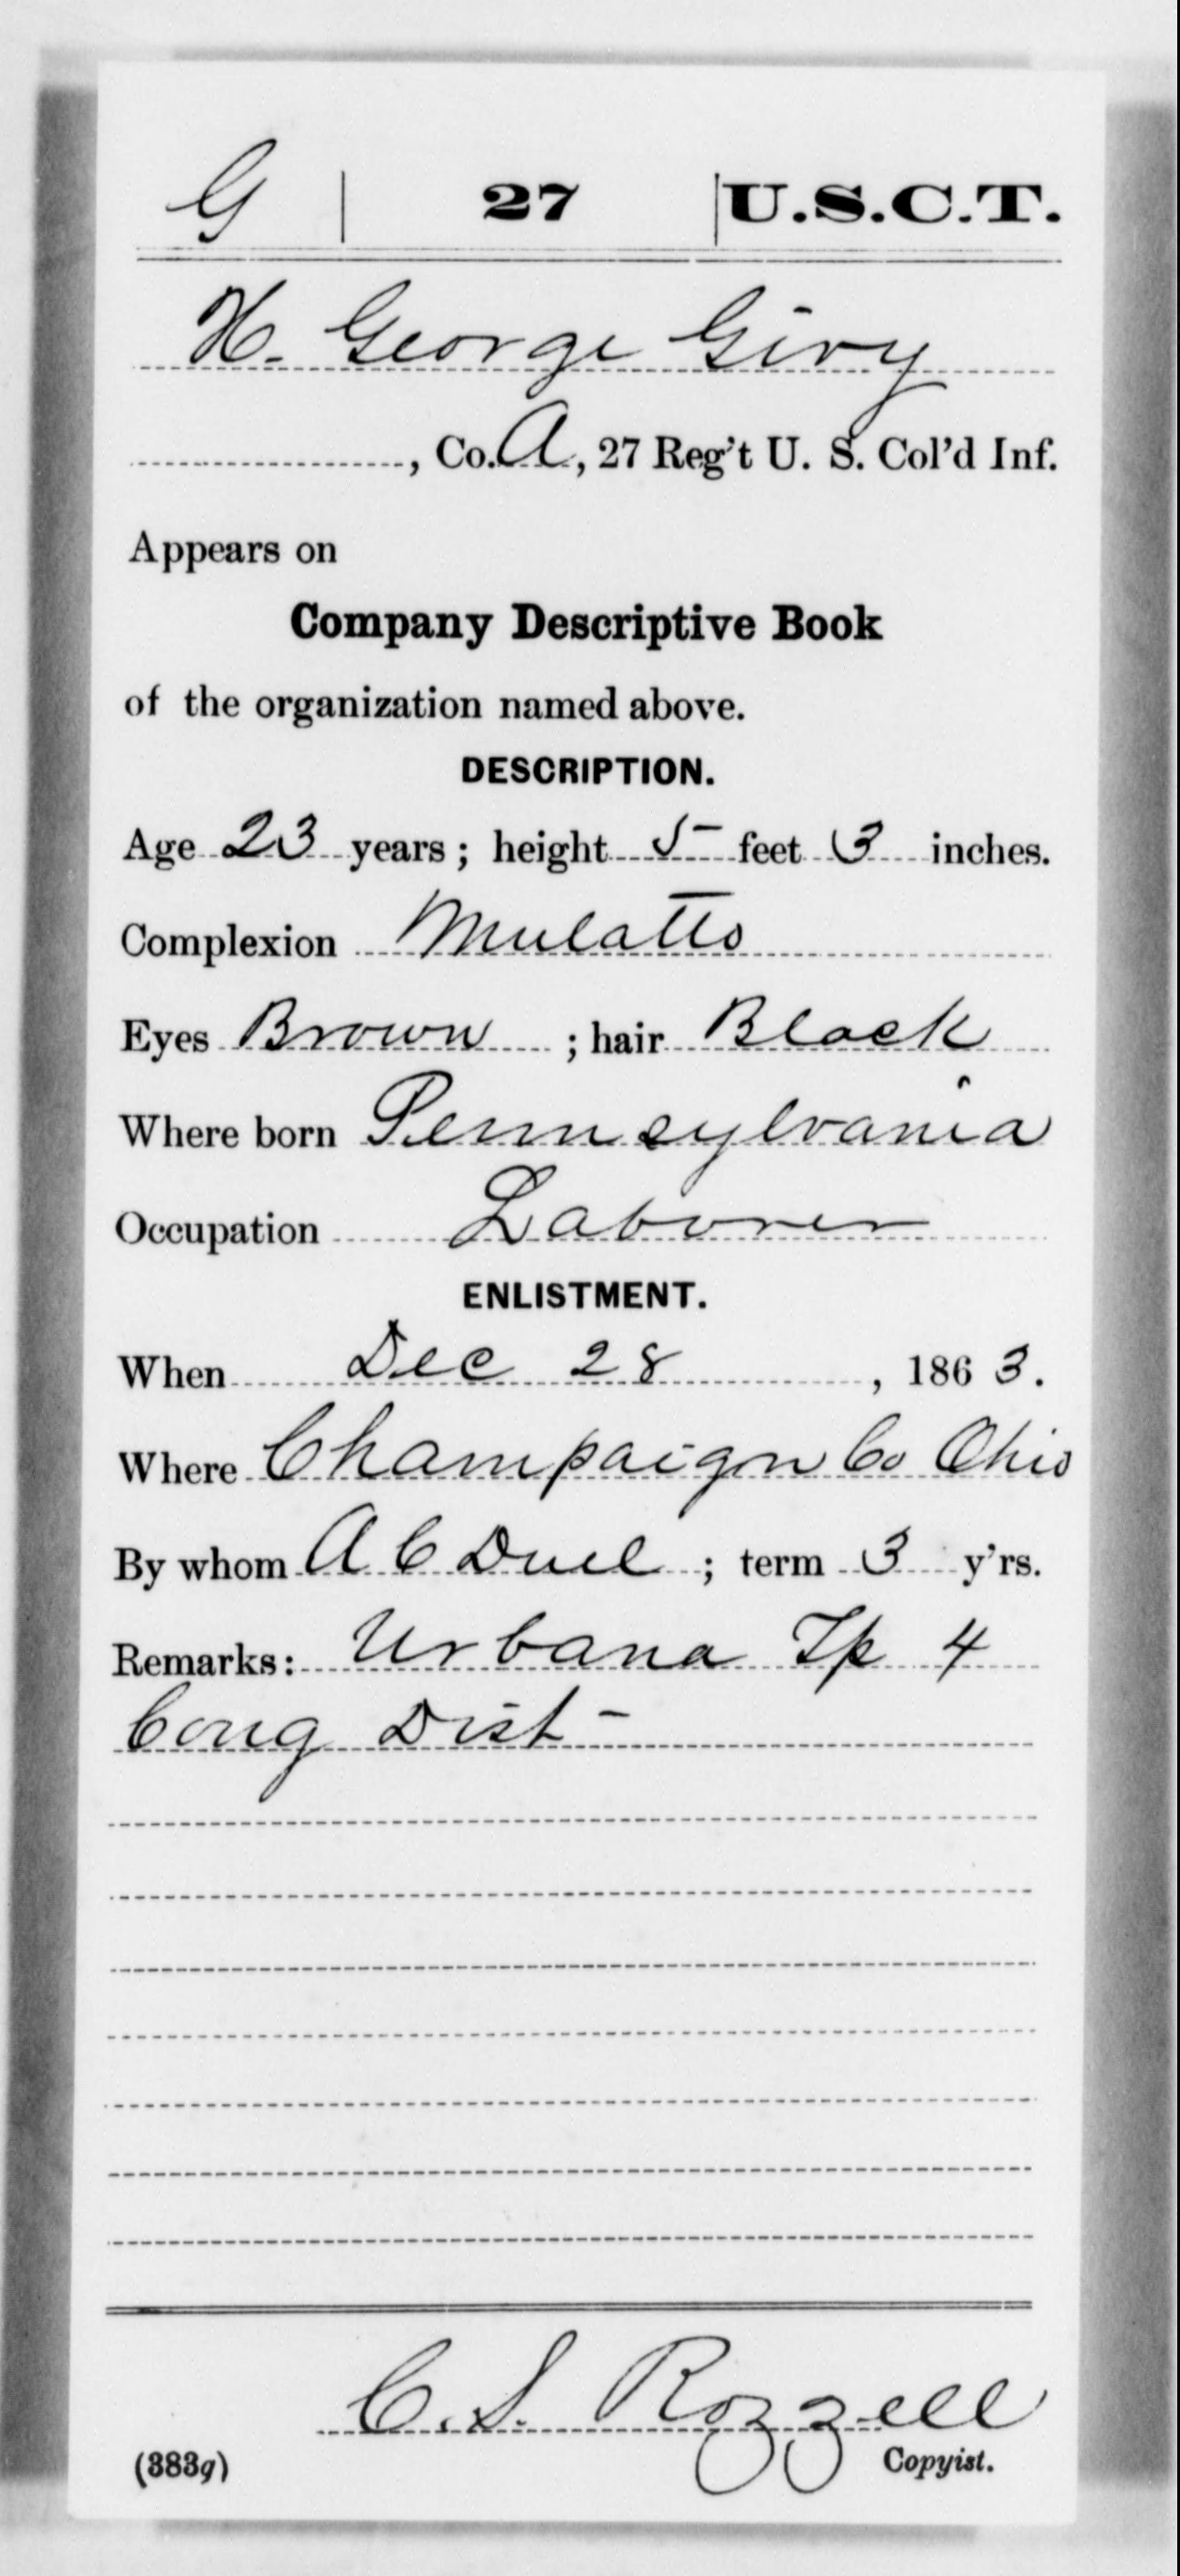 G | 27 | U.S.C.T.
H. George Givy
, Co. A, 27 Reg't U. S. Col'd Inf.
Appears on
Company Descriptive Book
of the organization named above.
DESCRIPTION.
Age 23 years; height 5 feet 3 inches.
Complexion Mulatto
Eyes Brown ; hair Black
Where born Pennsylvania
Occupation Laborer
ENLISTMENT.
When Dec 28, 1863.
Where Champaign Co Ohio
By whom A C Duel ; term 3 y'rs.
Remarks: Urbana Tp 4
Cong Dist-
C. S. Rozzell
(383g) Copyist.